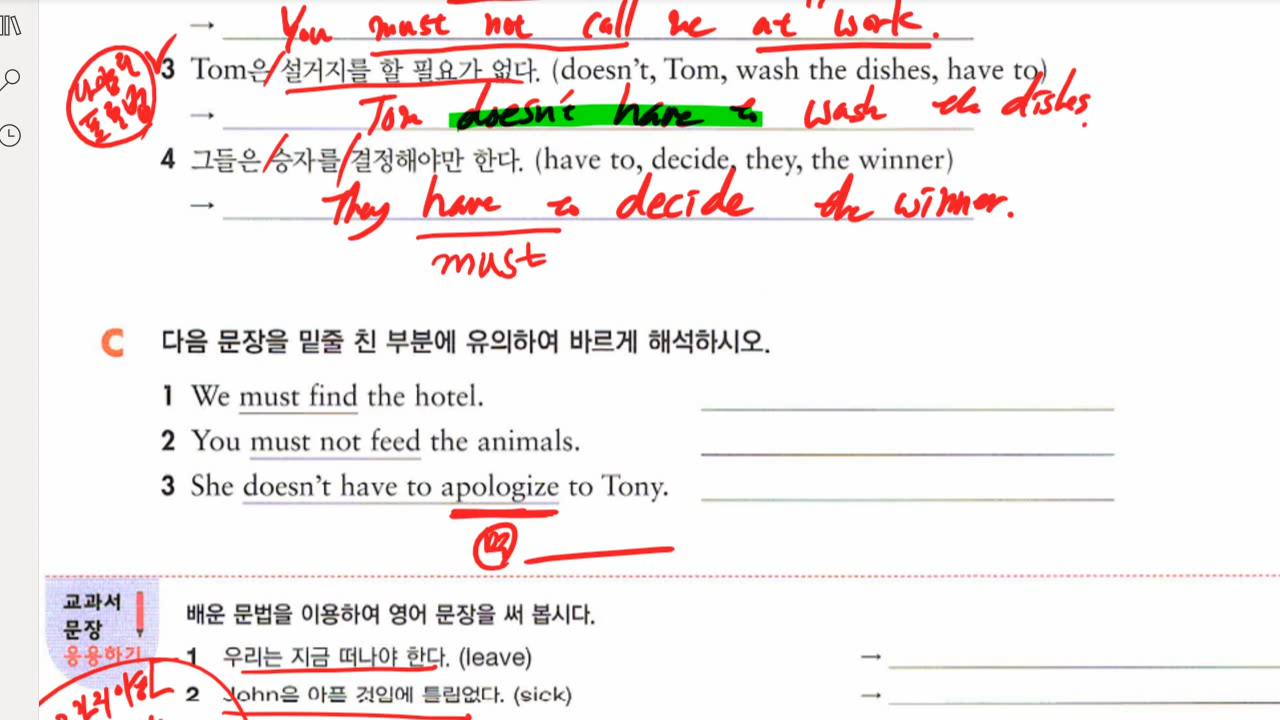 → You must not call me at work.
3 Tom은 설거지를 할 필요가 없다. (doesn't, Tom, wash the dishes, have to)
→ Tom doesn't have to wash the dishes.
4 그들은 승자를 결정해야만 한다. (have to, decide, they, the winner)
→ They have to decide the winner.
must
C 다음 문장을 밑줄 친 부분에 유의하여 바르게 해석하시오.
1 We must find the hotel.
2 You must not feed the animals.
3 She doesn't have to apologize to Tony.
교과서
문장
응용하기
배운 문법을 이용하여 영어 문장을 써 봅시다.
1 우리는 지금 떠나야 한다. (leave) →
2 John은 아픈 것임에 틀림없다. (sick) →